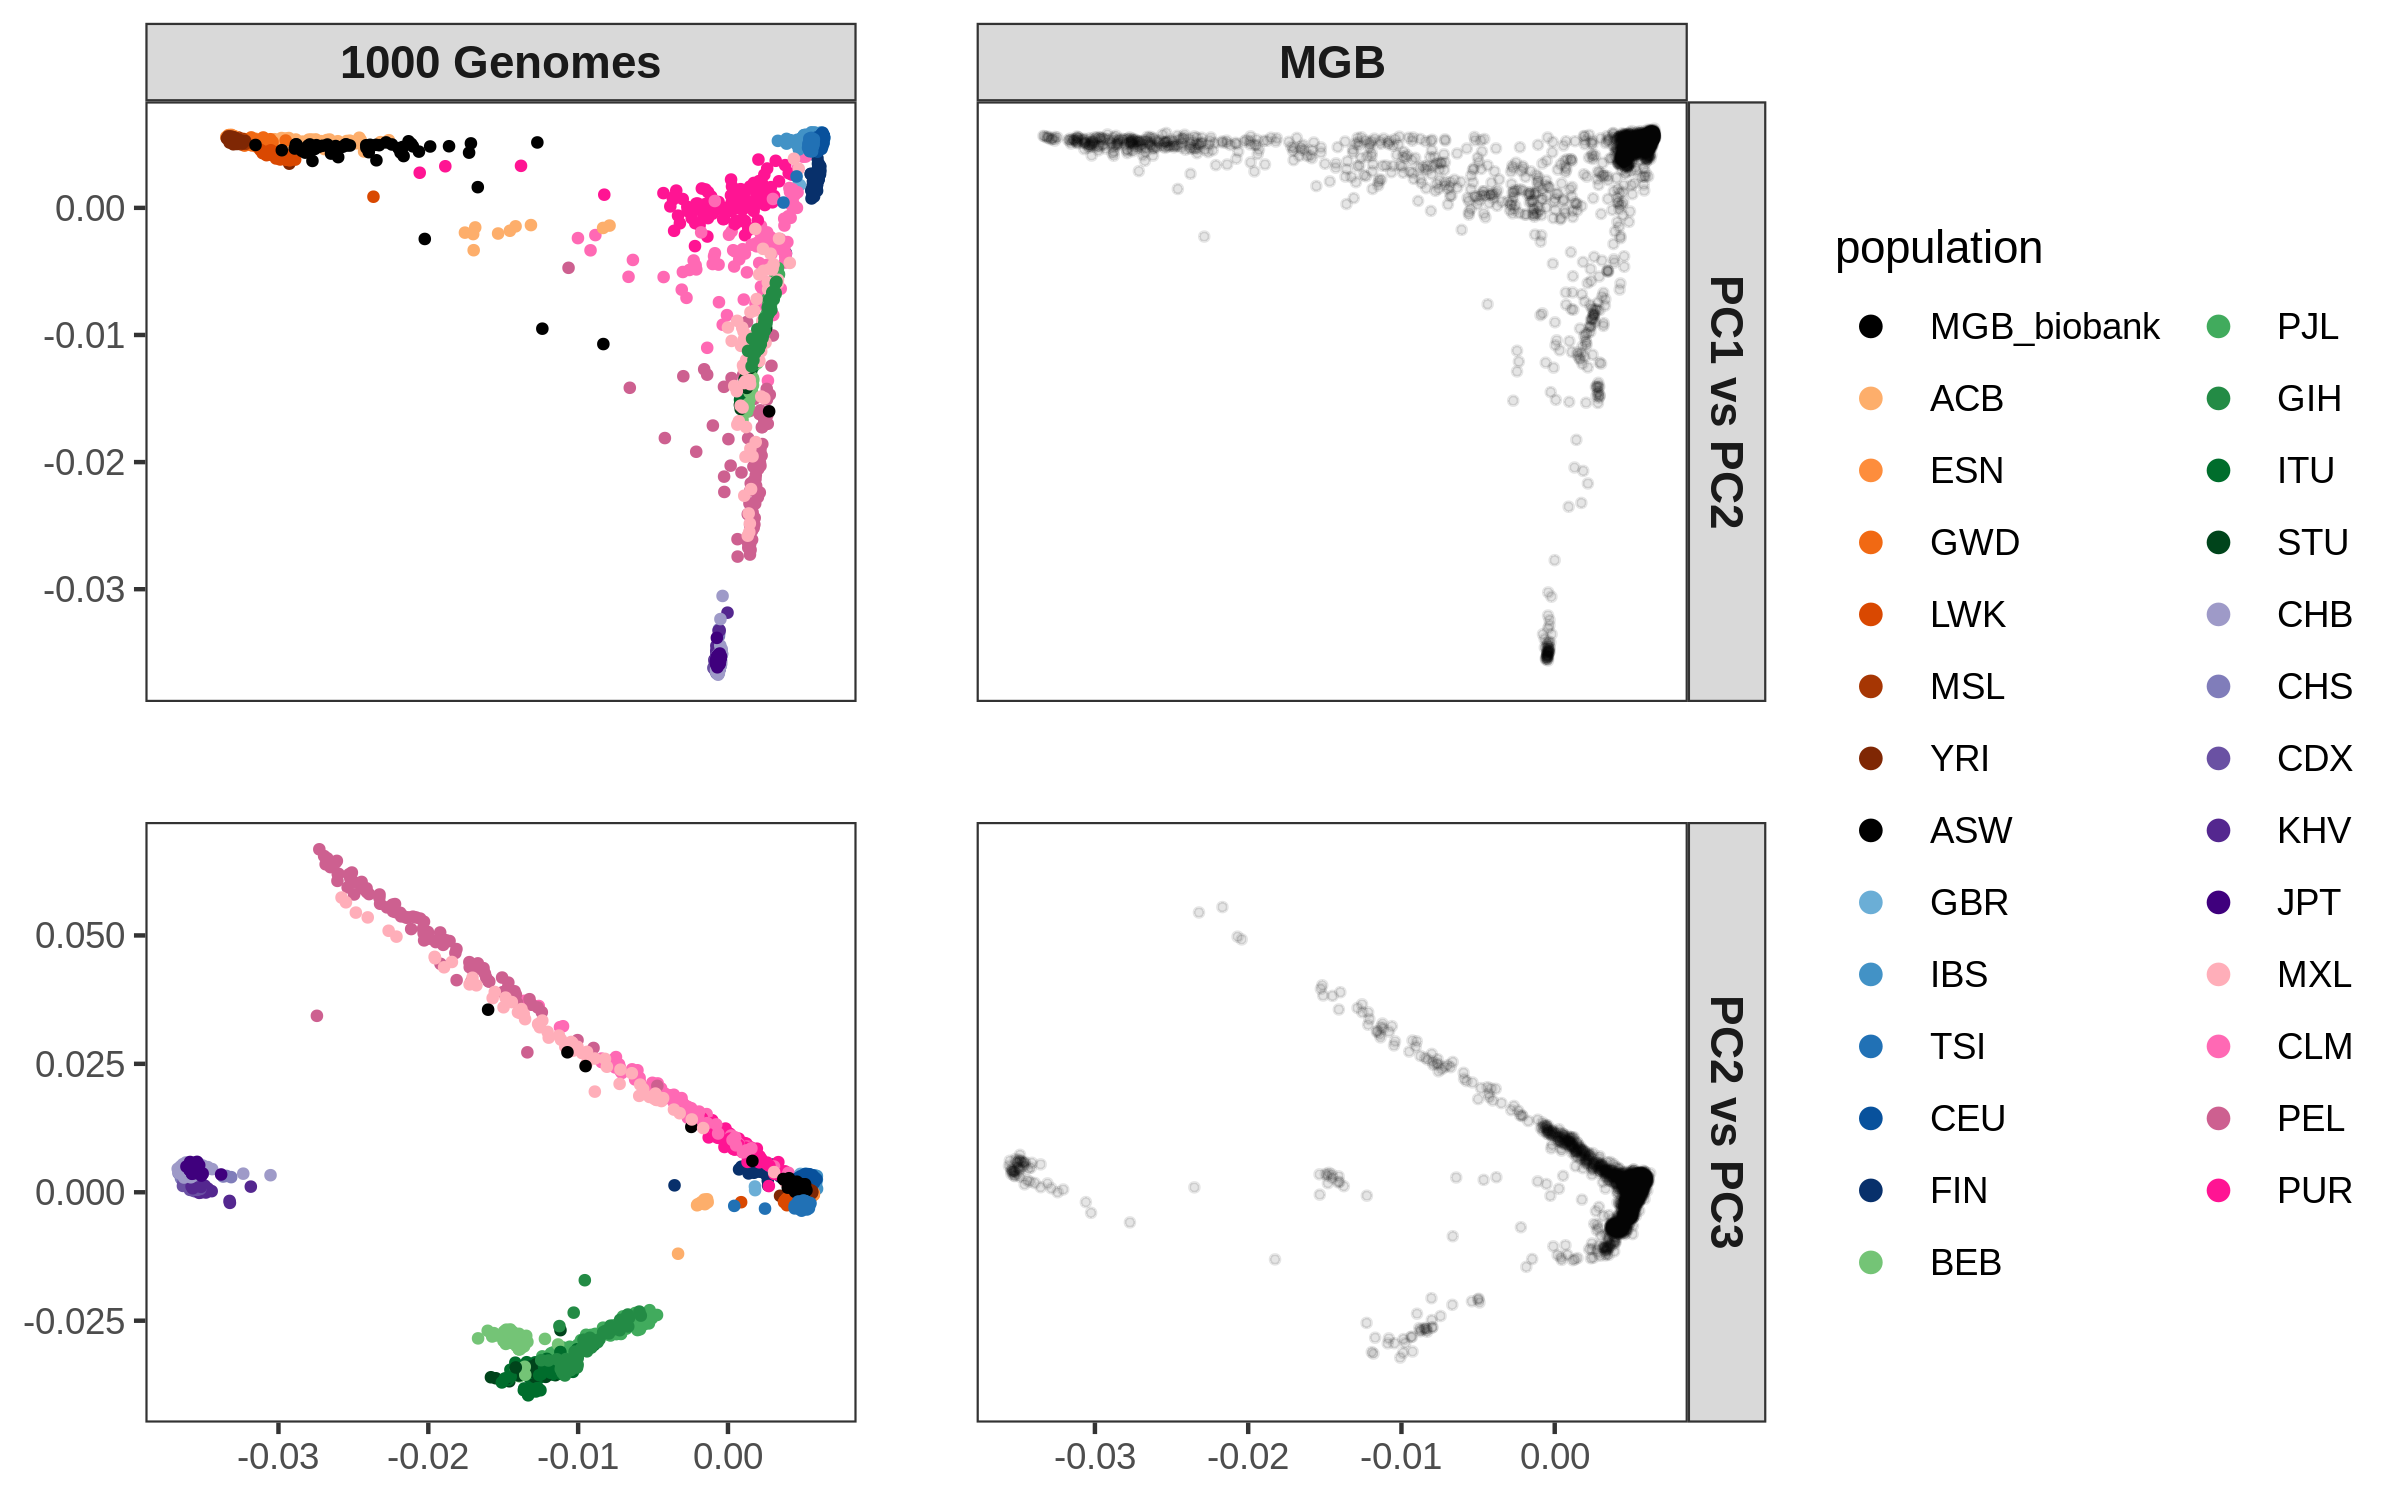 1000 Genomes
MGB
0.00
-0.01
-0.02
-0.03
PC1 vs PC2
0.050
0.025
0.000
-0.025
PC2 vs PC3
-0.03 -0.02 -0.01 0.00
-0.03 -0.02 -0.01 0.00
population
MGB_biobank
ACB
ESN
GWD
LWK
MSL
YRI
ASW
GBR
IBS
TSI
CEU
FIN
BEB
PJL
GIH
ITU
STU
CHB
CHS
CDX
KHV
JPT
MXL
CLM
PEL
PUR